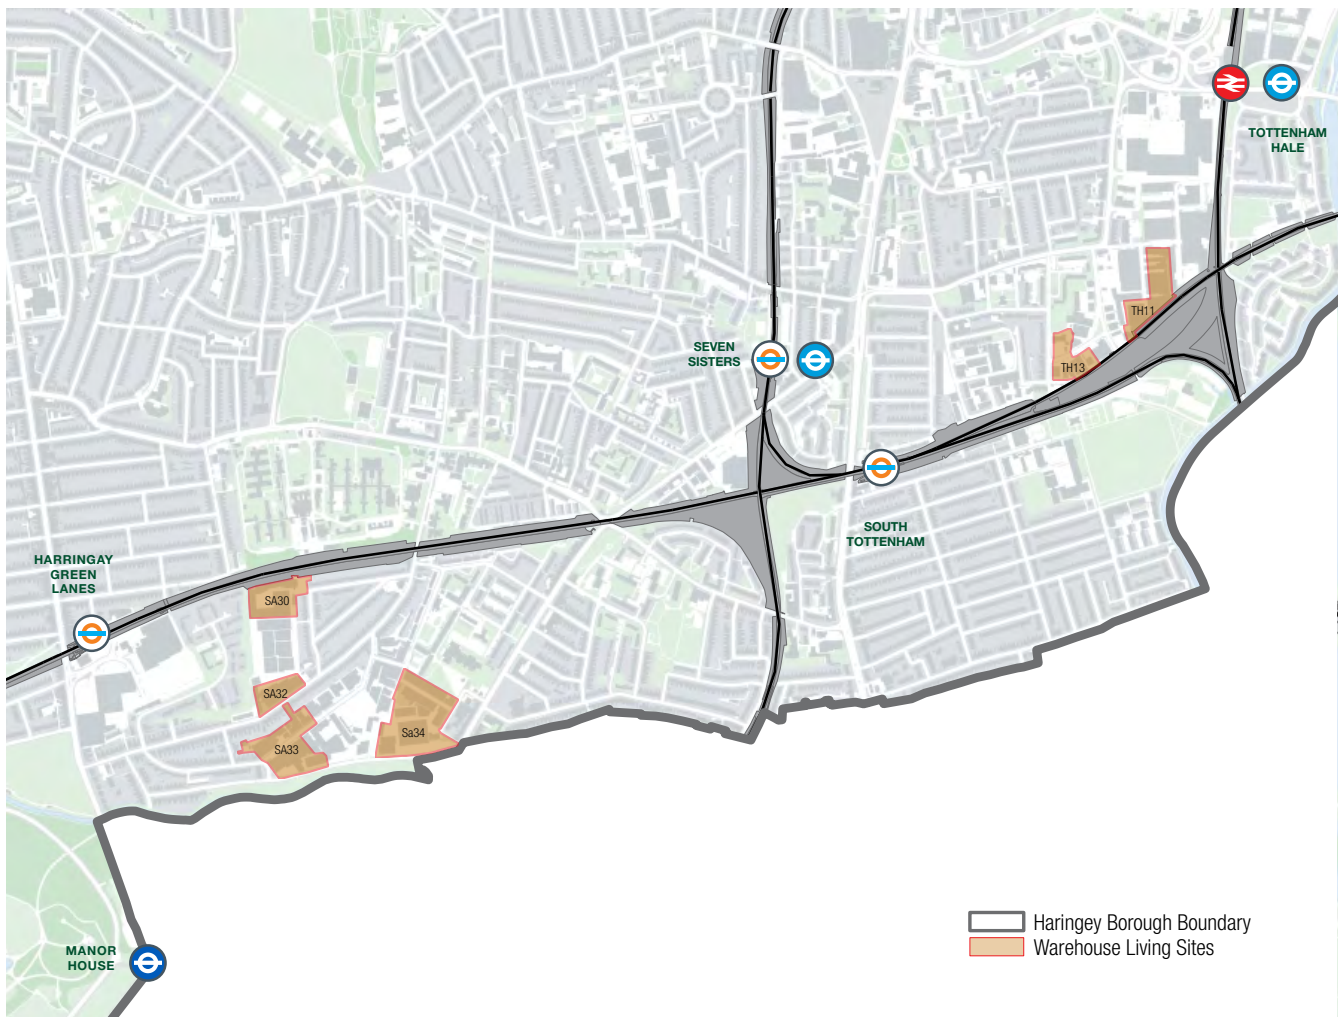 TOTTENHAM
HALE
TH11
SEVEN
SISTERS
TH13
SOUTH
TOTTENHAM
HARRINGAY
GREEN
LANES
SA30
SA32
Sa34
SA33
Haringey Borough Boundary
Warehouse Living Sites
MANOR
HOUSE